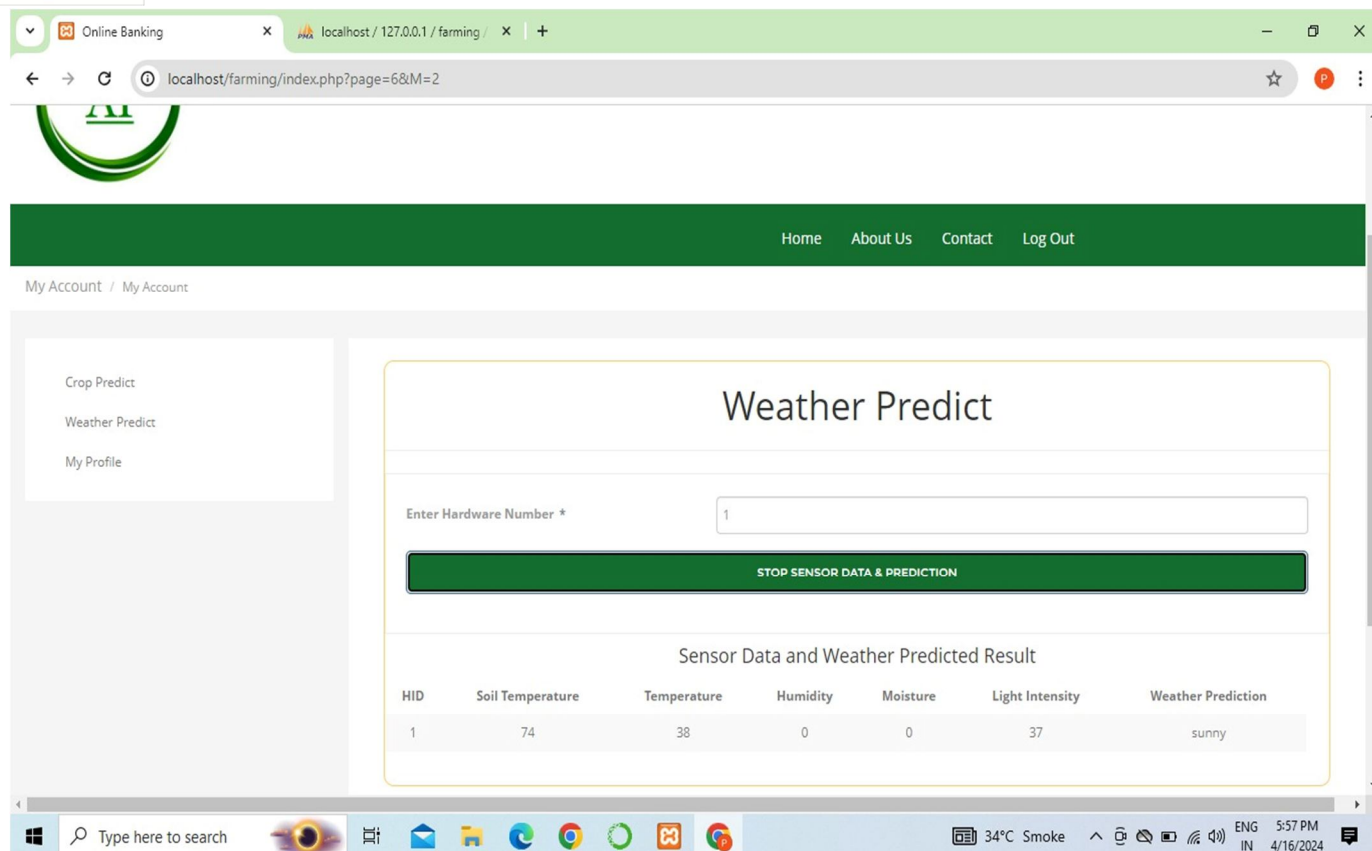 Online Banking
localhost / 127.0.0.1 / farming /
localhost/farming/index.php?page=6&M=2
P
AI
Home About Us Contact Log Out
My Account / My Account
Crop Predict
Weather Predict
My Profile
Weather Predict
Enter Hardware Number *
1
STOP SENSOR DATA & PREDICTION
Sensor Data and Weather Predicted Result
HID Soil Temperature Temperature Humidity Moisture Light Intensity Weather Prediction
1 74 38 0 0 37 sunny
Type here to search
34°C Smoke
ENG 5:57 PM
IN 4/16/2024